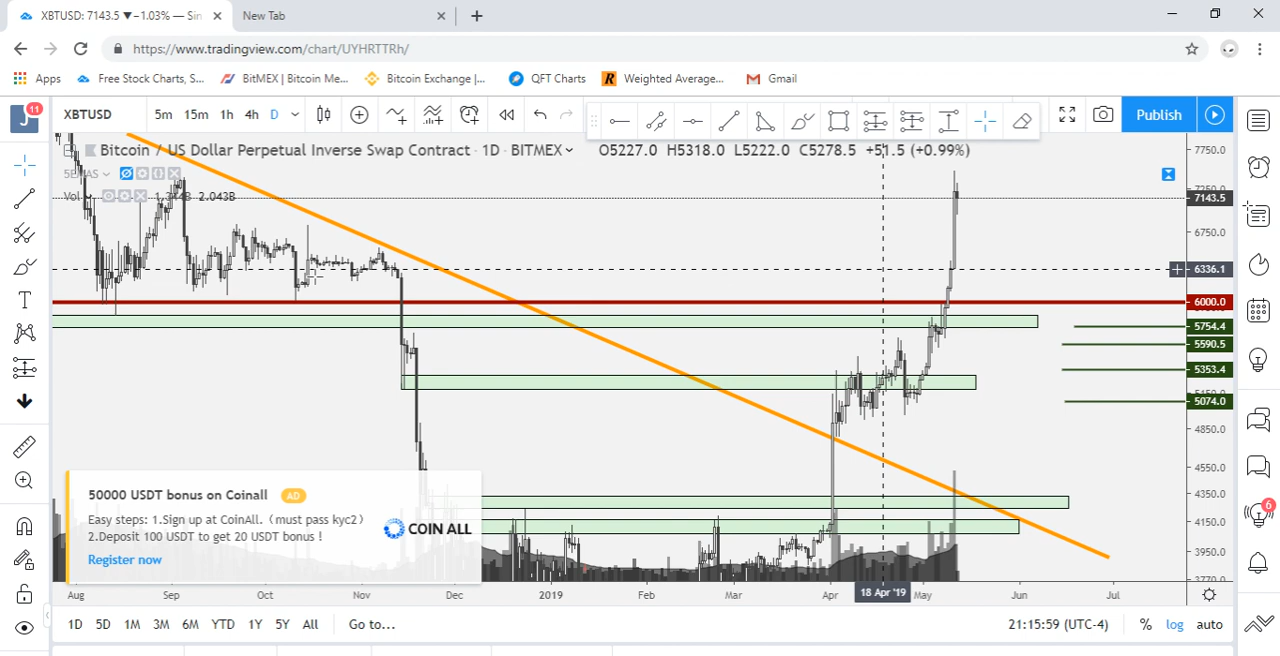 XBTUSD: 7143.5 ▼ −1.03% — Sin
New Tab
https://www.tradingview.com/chart/UYHRTTRh/
Apps
Free Stock Charts, S...
BitMEX | Bitcoin Me...
Bitcoin Exchange |...
QFT Charts
Weighted Average...
Gmail
J 11
XBTUSD
5m 15m 1h 4h D
Publish
Bitcoin / US Dollar Perpetual Inverse Swap Contract · 1D · BITMEX
O5227.0 H5318.0 L5222.0 C5278.5 +51.5 (+0.99%)
5EMAS
Vol
2.043B
7750.0
7143.5
6750.0
6336.1
6000.0
5754.4
5590.5
5353.4
5074.0
4850.0
4550.0
4350.0
4150.0
3950.0
3770.0
50000 USDT bonus on Coinall AD
Easy steps: 1.Sign up at CoinAll.（must pass kyc2）
2.Deposit 100 USDT to get 20 USDT bonus !
Register now
COIN ALL
6
Aug Sep Oct Nov Dec 2019 Feb Mar Apr 18 Apr '19 May Jun Jul
1D 5D 1M 3M 6M YTD 1Y 5Y All Go to...
21:15:59 (UTC-4) % log auto